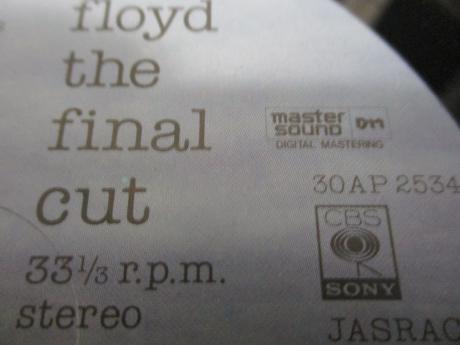 floyd
the
final
cut
33⅓ r.p.m.
stereo
master
sound
DIGITAL MASTERING
30AP 2534
CBS
SONY
JASRAC